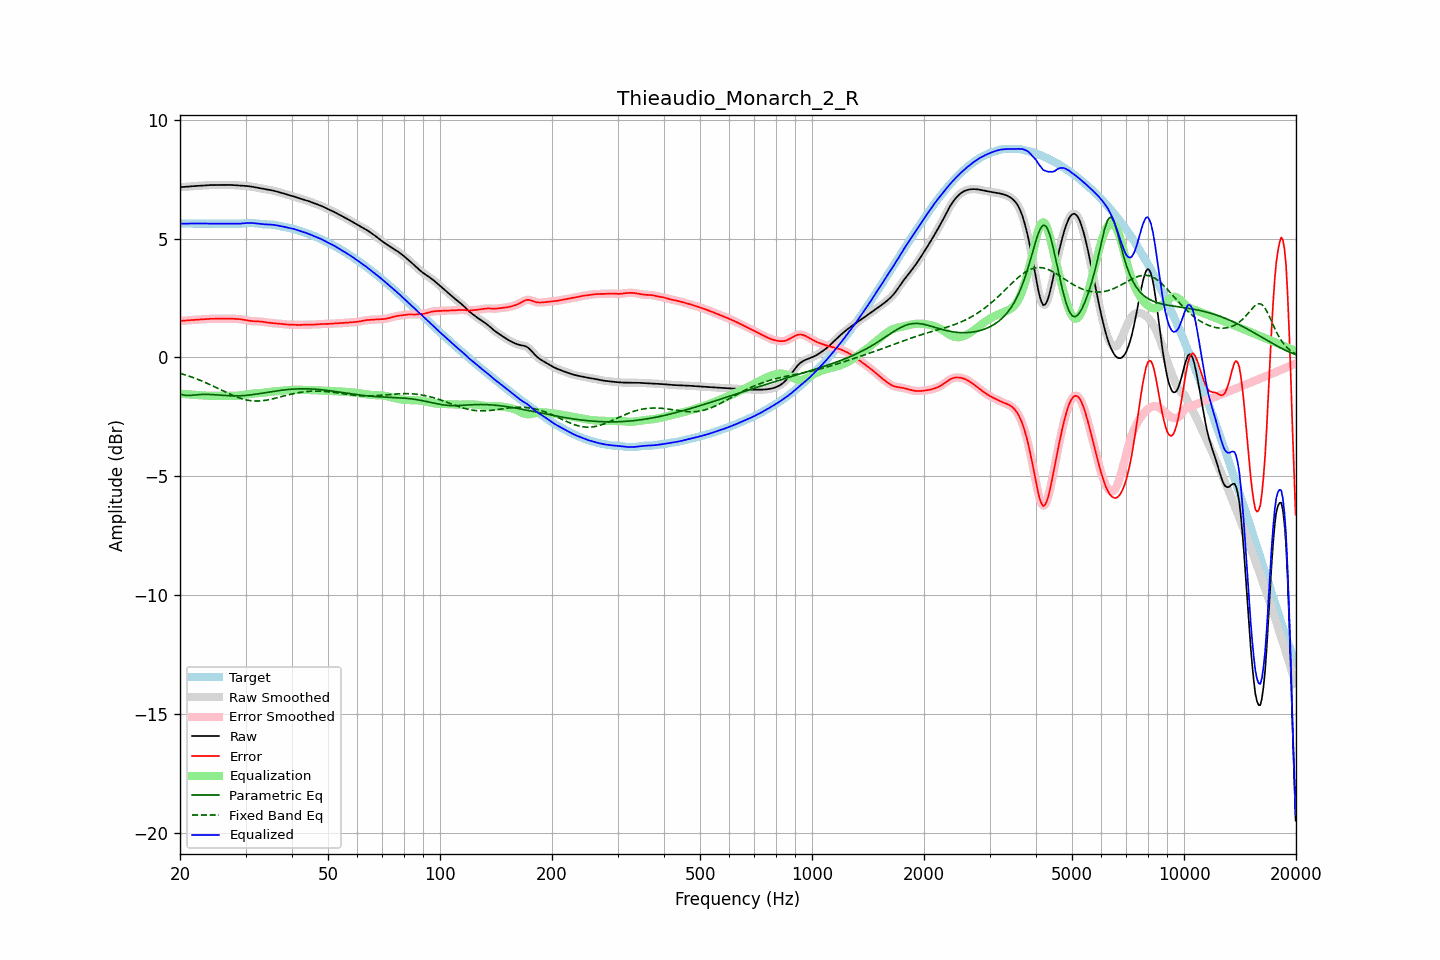 Thieaudio_Monarch_2_R
Amplitude (dBr)
10
5
0
−5
−10
−15
−20
Target
Raw Smoothed
Error Smoothed
Raw
Error
Equalization
Parametric Eq
Fixed Band Eq
Equalized
20 50 100 200 500 1000 2000 5000 10000 20000
Frequency (Hz)